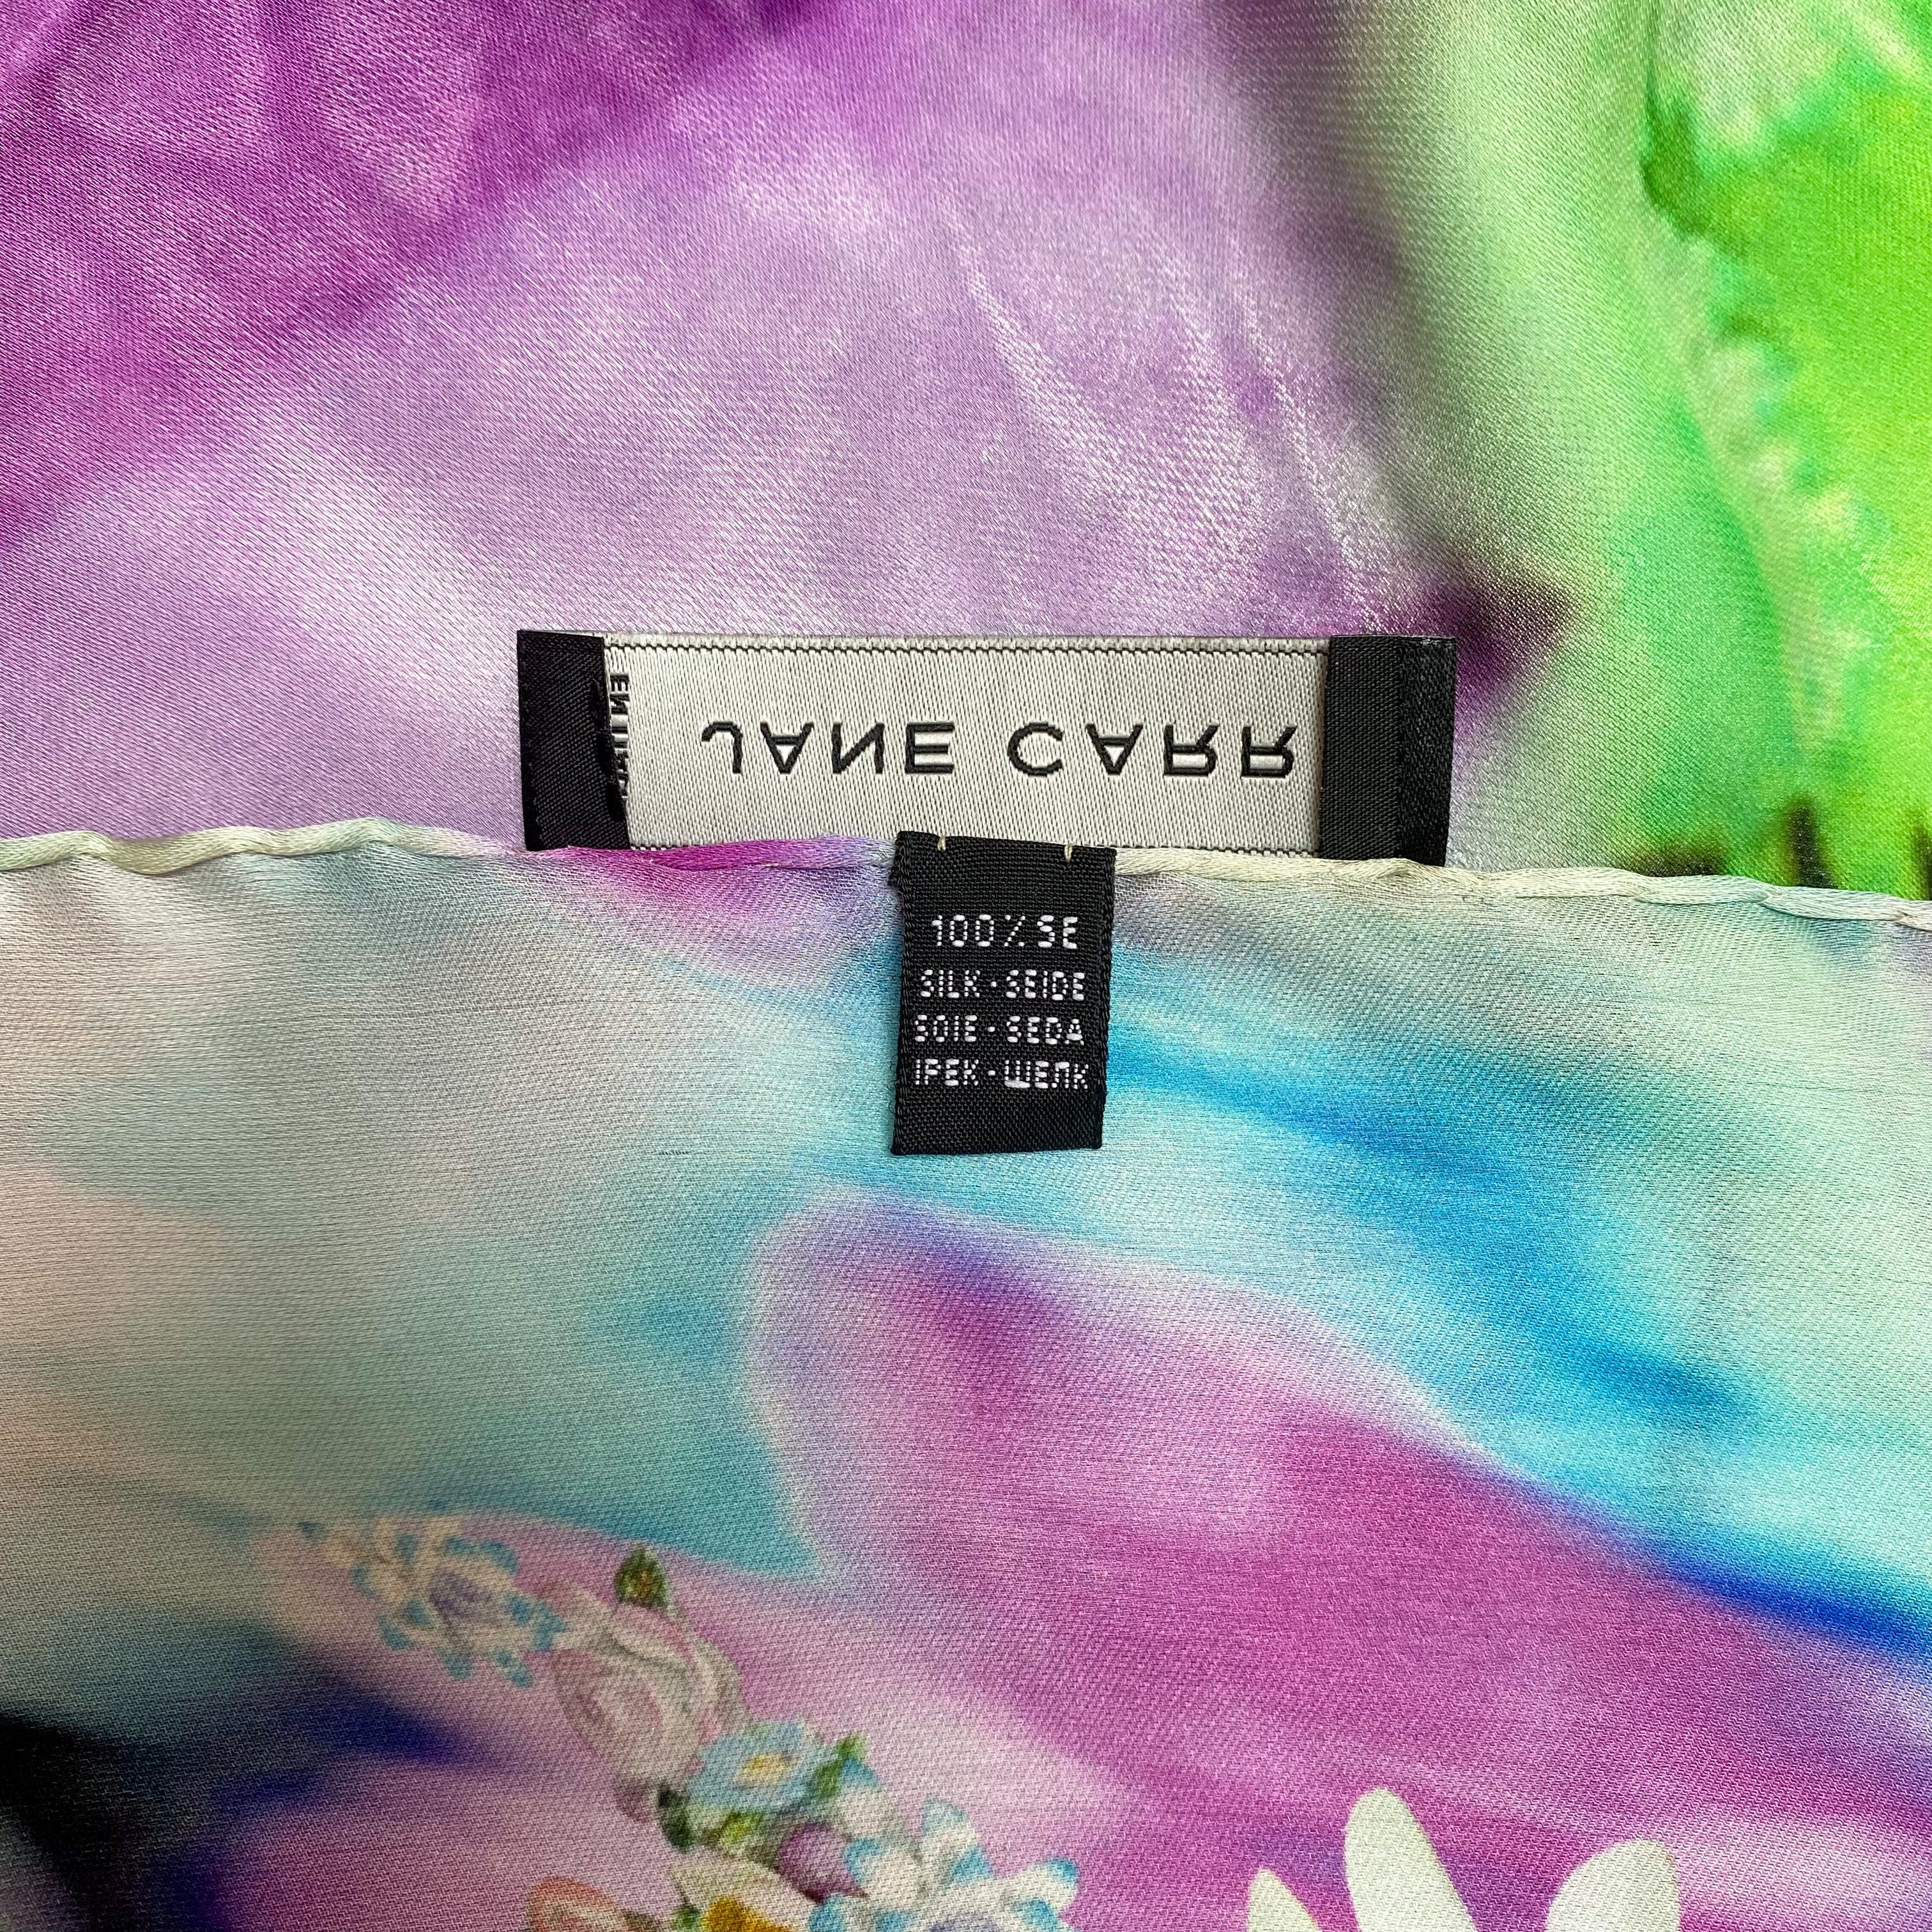 JANE CARR
100% SE
SILK · SEIDE
SOIE · SEDA
IPEK · ШЕЛК